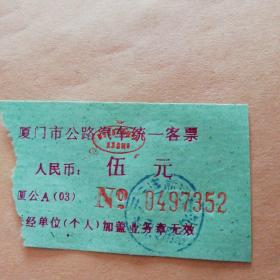 厦门市公路汽车统一客票
人民币: 伍 元
厦公A(03) № 0497352
经单位(个人)加盖业务章无效